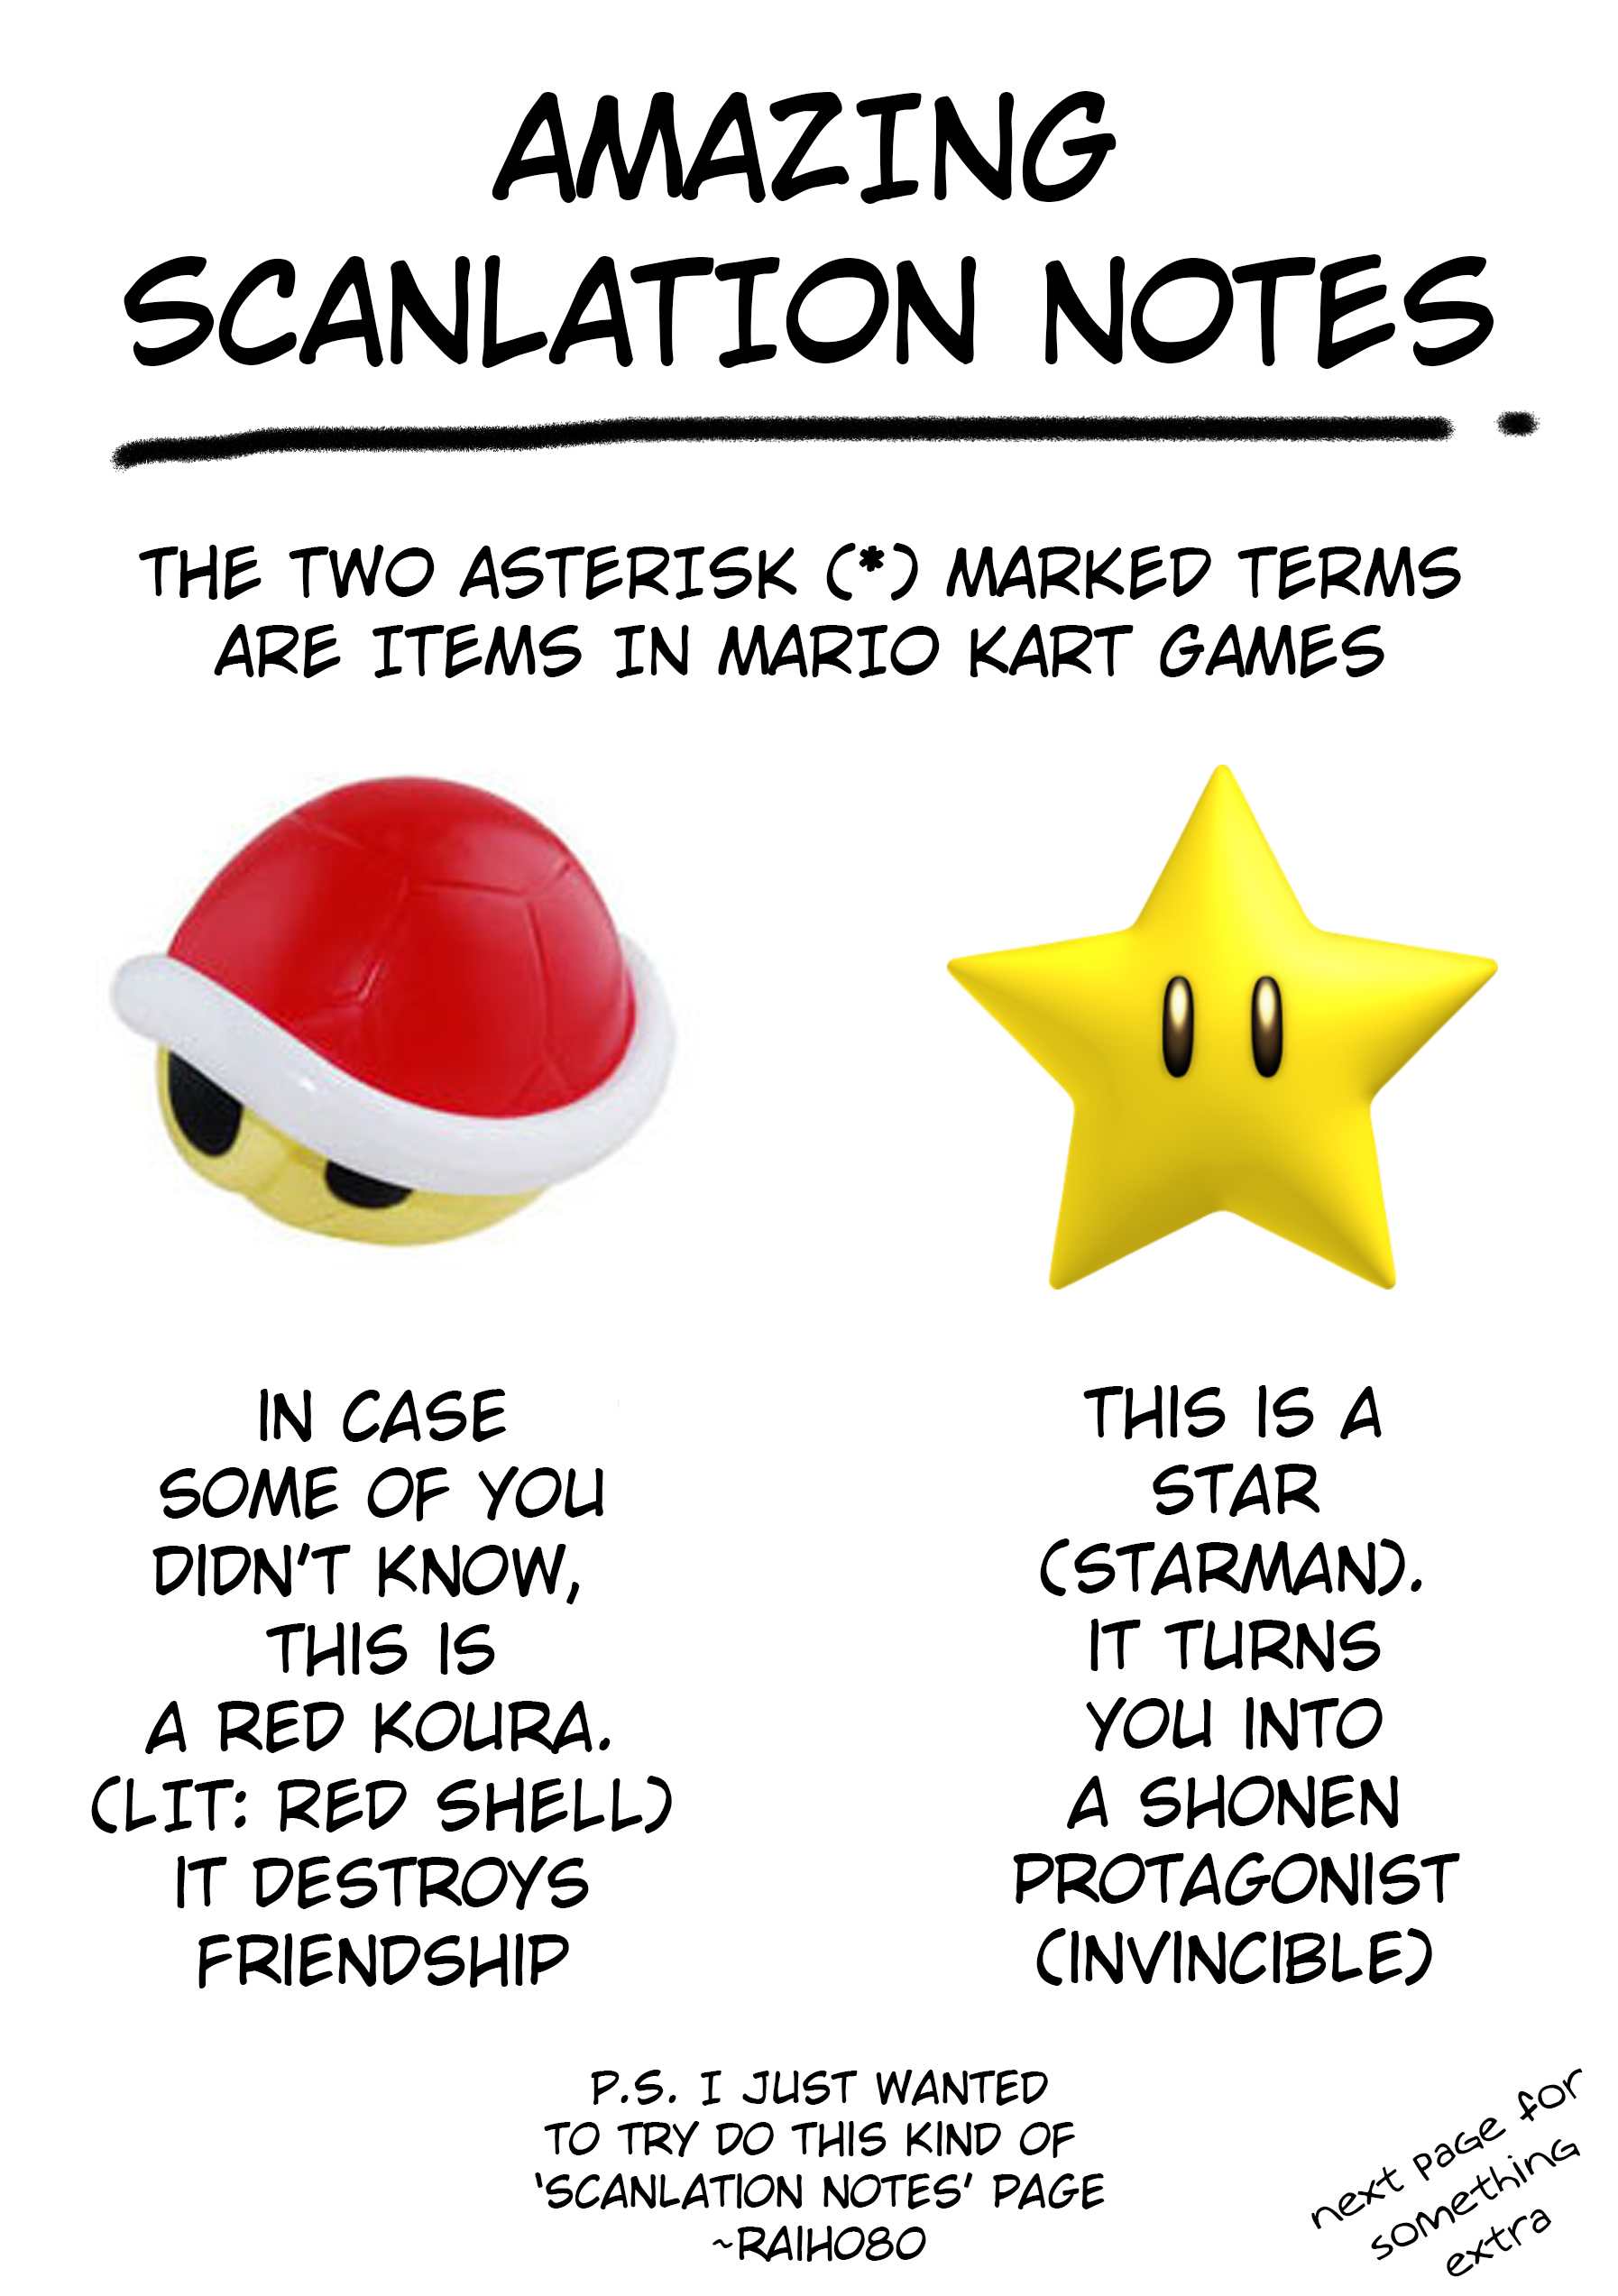 AMAZING
SCANLATION NOTES
THE TWO ASTERISK (*) MARKED TERMS
ARE ITEMS IN MARIO KART GAMES
IN CASE
SOME OF YOU
DIDN'T KNOW,
THIS IS
A RED KOURA.
(LIT: RED SHELL)
IT DESTROYS
FRIENDSHIP
THIS IS A
STAR
(STARMAN).
IT TURNS
YOU INTO
A SHONEN
PROTAGONIST
(INVINCIBLE)
P.S. I JUST WANTED
TO TRY DO THIS KIND OF
'SCANLATION NOTES' PAGE
~RAIHO80
next page for
something
extra